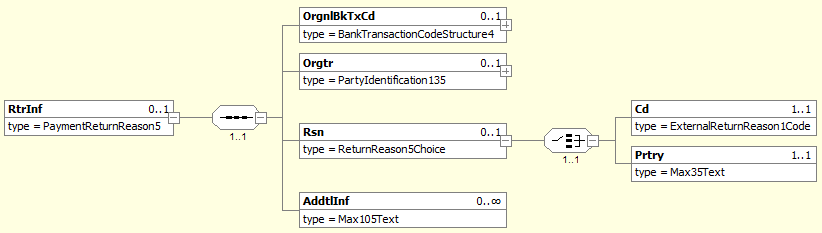 OrgnlBkTxCd 0..1
type = BankTransactionCodeStructure4
Orgtr 0..1
type = PartyIdentification135
RtrInf 0..1
type = PaymentReturnReason5
1..1
Rsn 0..1
type = ReturnReason5Choice
1..1
Cd 1..1
type = ExternalReturnReason1Code
Prtry 1..1
type = Max35Text
AddtlInf 0..∞
type = Max105Text